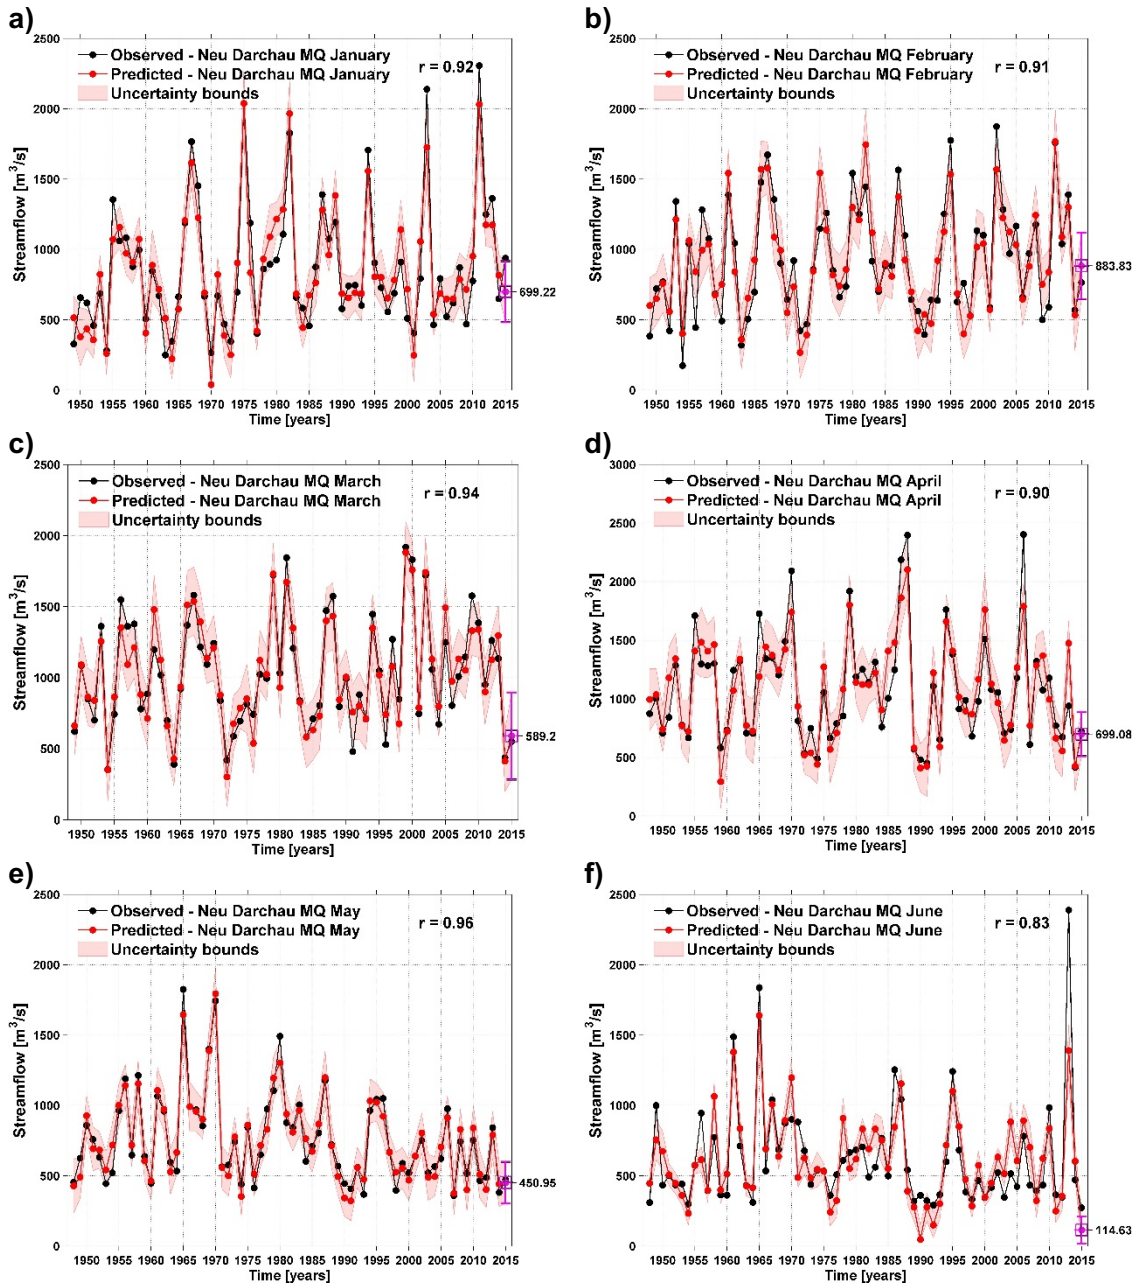 a)
2500
2000
1500
1000
500
0
Streamflow [m³/s]
Observed - Neu Darchau MQ January
Predicted - Neu Darchau MQ January
Uncertainty bounds
r = 0.92
699.22
1950 1955 1960 1965 1970 1975 1980 1985 1990 1995 2000 2005 2010 2015
Time [years]
b)
2500
2000
1500
1000
500
0
Streamflow [m³/s]
Observed - Neu Darchau MQ February
Predicted - Neu Darchau MQ February
Uncertainty bounds
r = 0.91
883.83
1950 1955 1960 1965 1970 1975 1980 1985 1990 1995 2000 2005 2010 2015
Time [years]
c)
2500
2000
1500
1000
500
0
Streamflow [m³/s]
Observed - Neu Darchau MQ March
Predicted - Neu Darchau MQ March
Uncertainty bounds
r = 0.94
589.2
1950 1955 1960 1965 1970 1975 1980 1985 1990 1995 2000 2005 2010 2015
Time [years]
d)
3000
2500
2000
1500
1000
500
0
Streamflow [m³/s]
Observed - Neu Darchau MQ April
Predicted - Neu Darchau MQ April
Uncertainty bounds
r = 0.90
699.08
1950 1955 1960 1965 1970 1975 1980 1985 1990 1995 2000 2005 2010 2015
Time [years]
e)
2500
2000
1500
1000
500
0
Streamflow [m³/s]
Observed - Neu Darchau MQ May
Predicted - Neu Darchau MQ May
Uncertainty bounds
r = 0.96
450.95
1950 1955 1960 1965 1970 1975 1980 1985 1990 1995 2000 2005 2010 2015
Time [years]
f)
2500
2000
1500
1000
500
0
Streamflow [m³/s]
Observed - Neu Darchau MQ June
Predicted - Neu Darchau MQ June
Uncertainty bounds
r = 0.83
114.63
1950 1955 1960 1965 1970 1975 1980 1985 1990 1995 2000 2005 2010 2015
Time [years]